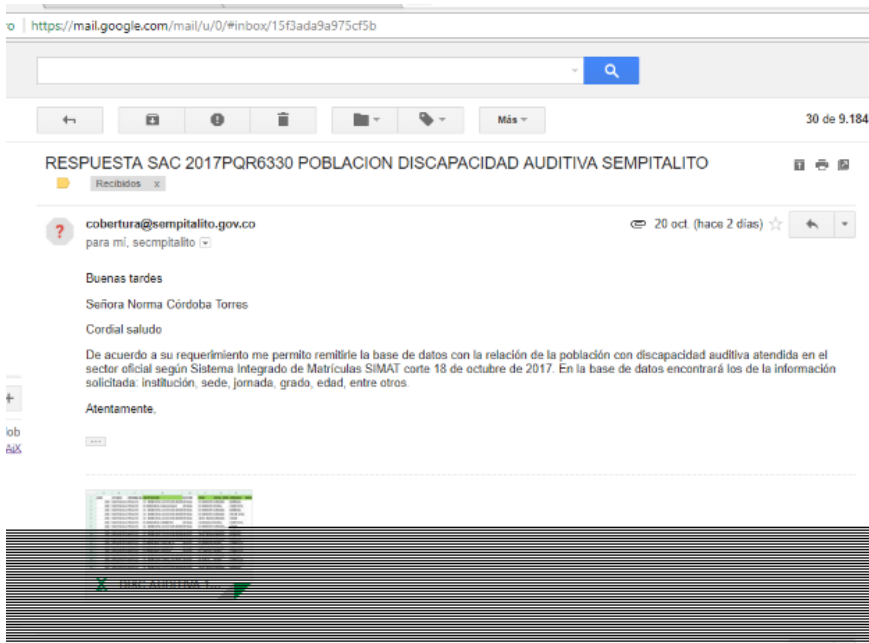 https://mail.google.com/mail/u/0/#inbox/15f3ada9a975cf5b
Más
30 de 9.184
RESPUESTA SAC 2017PQR6330 POBLACION DISCAPACIDAD AUDITIVA SEMPITALITO
Recibidos x
cobertura@sempitalito.gov.co
20 oct. (hace 2 días)
para mí, secmpitalito
Buenas tardes
Señora Norma Córdoba Torres
Cordial saludo
De acuerdo a su requerimiento me permito remitirle la base de datos con la relación de la población con discapacidad auditiva atendida en el
sector oficial según Sistema Integrado de Matrículas SIMAT corte 18 de octubre de 2017. En la base de datos encontrará los de la información
solicitada: institución, sede, jornada, grado, edad, entre otros.
Atentamente,